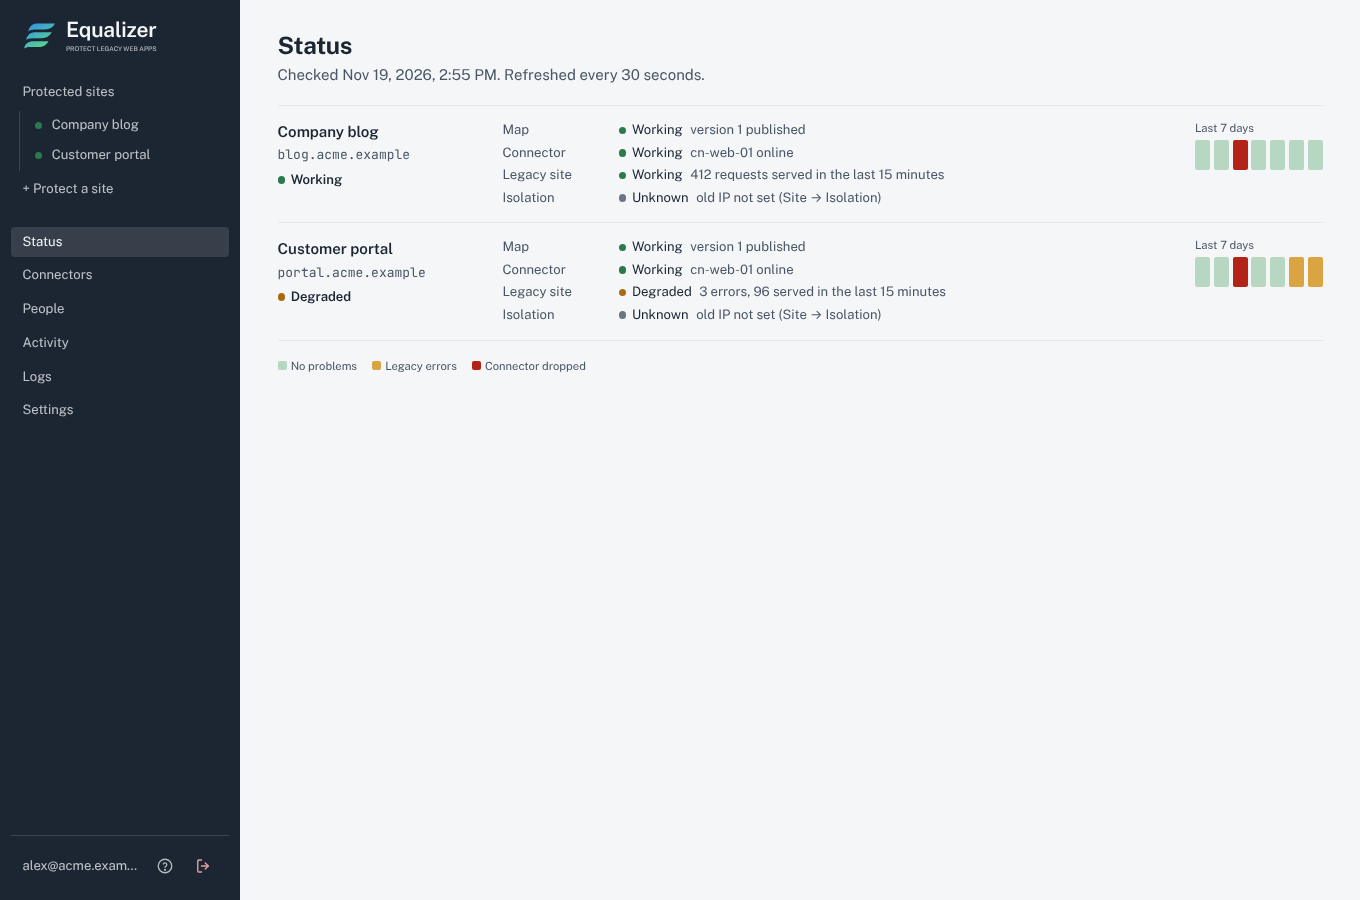 Equalizer
PROTECT LEGACY WEB APPS
Protected sites
Company blog
Customer portal
+ Protect a site
Status
Connectors
People
Activity
Logs
Settings
alex@acme.exam...
Status
Checked Nov 19, 2026, 2:55 PM. Refreshed every 30 seconds.
Company blog
blog.acme.example
Working
Map Working version 1 published
Connector Working cn-web-01 online
Legacy site Working 412 requests served in the last 15 minutes
Isolation Unknown old IP not set (Site → Isolation)
Last 7 days
Customer portal
portal.acme.example
Degraded
Map Working version 1 published
Connector Working cn-web-01 online
Legacy site Degraded 3 errors, 96 served in the last 15 minutes
Isolation Unknown old IP not set (Site → Isolation)
Last 7 days
No problems Legacy errors Connector dropped